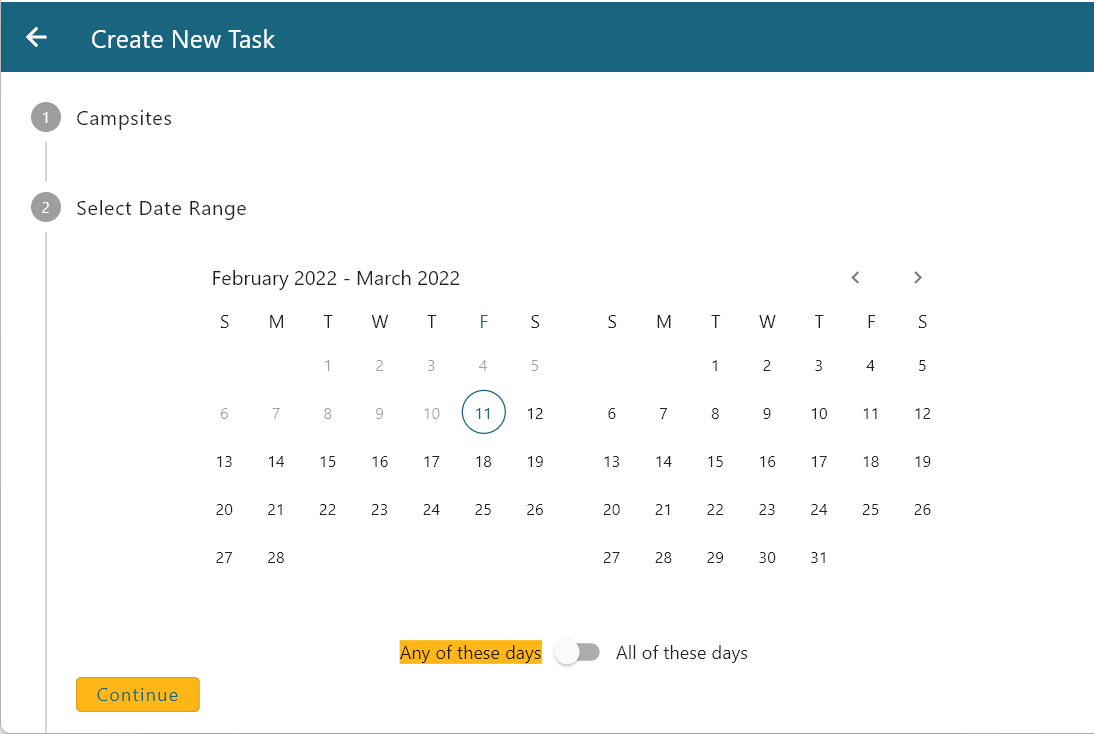 Create New Task
1 Campsites
2 Select Date Range
February 2022 - March 2022
S M T W T F S S M T W T F S
1 2 3 4 5 1 2 3 4 5
6 7 8 9 10 11 12 6 7 8 9 10 11 12
13 14 15 16 17 18 19 13 14 15 16 17 18 19
20 21 22 23 24 25 26 20 21 22 23 24 25 26
27 28 27 28 29 30 31
Any of these days All of these days
Continue